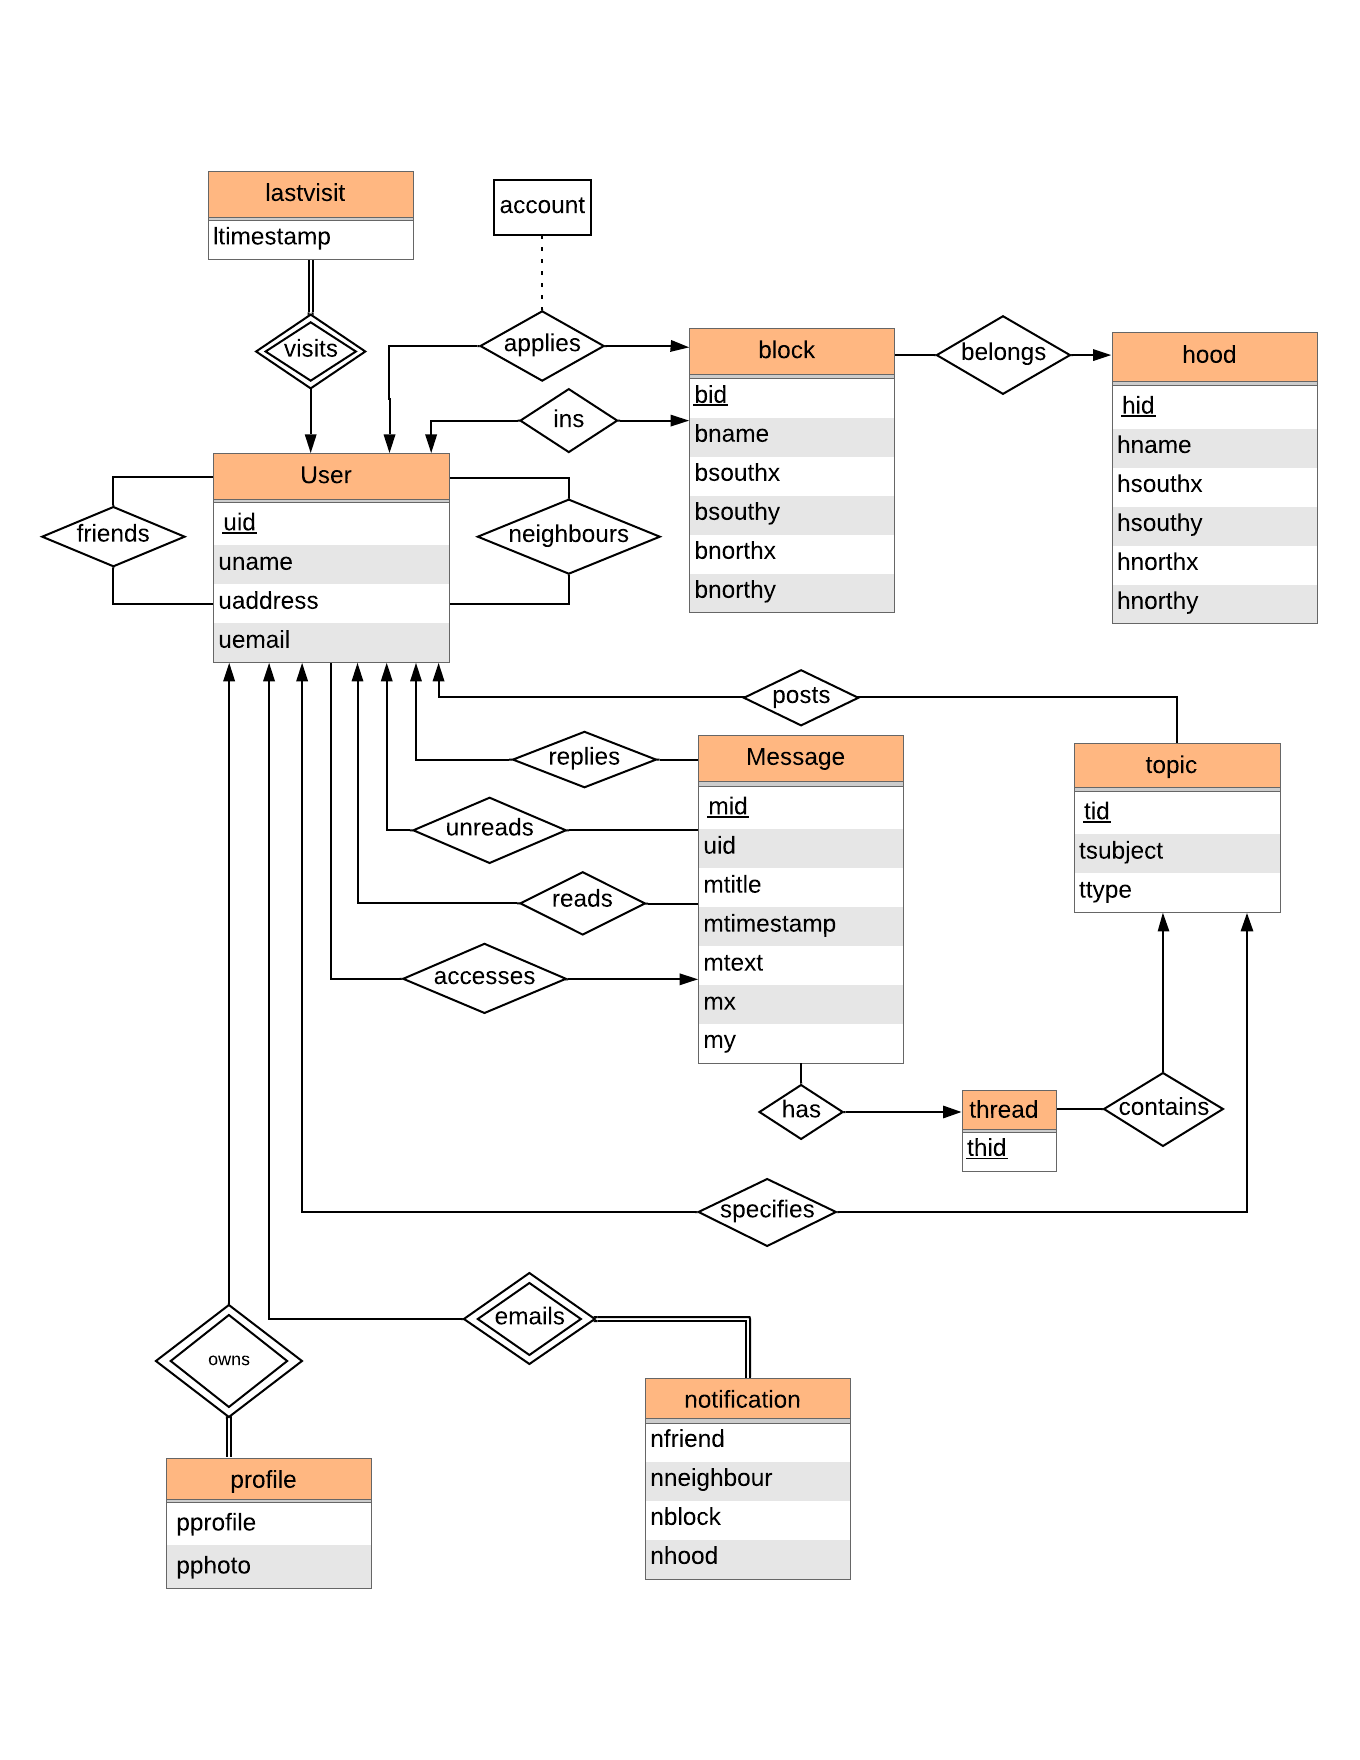 lastvisit
ltimestamp
account
visits
applies
block
belongs
hood
bid
hid
bname
hname
bsouthx
hsouthx
bsouthy
hsouthy
bnorthx
hnorthx
bnorthy
hnorthy
ins
User
uid
uname
uaddress
uemail
friends
neighbours
posts
replies
Message
topic
mid
tid
unreads
uid
tsubject
mtitle
ttype
reads
mtimestamp
mtext
accesses
mx
my
has
thread
contains
thid
specifies
emails
owns
notification
nfriend
nneighbour
nblock
nhood
profile
pprofile
pphoto